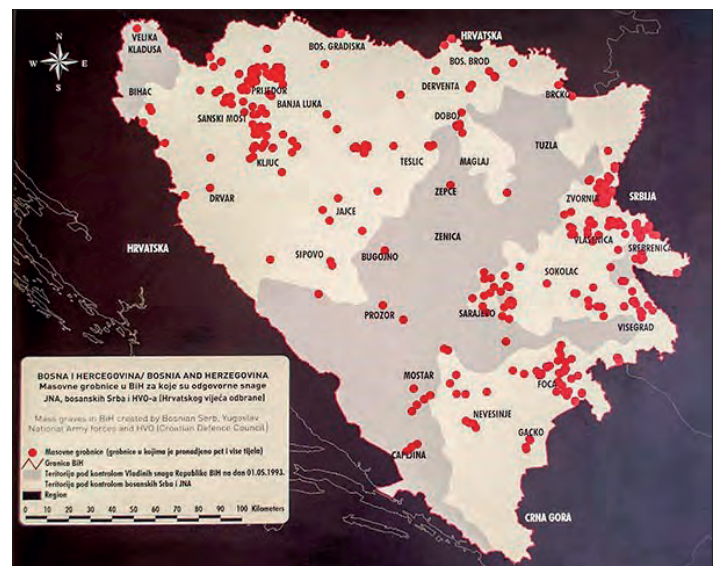 N
W E
S
VELIKA
KLADUSA
BOS. GRADISKA
HRVATSKA
BOS. BROD
BIHAC
PRIJEDOR
BANJA LUKA
DERVENTA
BRCKO
SANSKI MOST
DOBOJ
TUZLA
KLJUC
TESLIC
MAGLAJ
DRVAR
ZEPCE
ZVORNIK
SRBIJA
JAJCE
HRVATSKA
ZENICA
VLASENICA
SREBRENICA
SIPOVO
BUGOJNO
SOKOLAC
PROZOR
SARAJEVO
VISEGRAD
MOSTAR
FOCA
NEVESINJE
GACKO
CAPLJINA
CRNA GORA
BOSNA I HERCEGOVINA/ BOSNIA AND HERZEGOVINA
Masovne grobnice u BiH za koje su odgovorne snage
JNA, bosanskih Srba i HVO-a (Hrvatskog vijeća odbrane)
Mass graves in BiH created by Bosnian Serb, Yugoslav
National Army forces and HVO (Croatian Defence Council)
Masovne grobnice (grobnice u kojima je pronadjeno pet i vise tijela)
Granica BiH
Teritorija pod kontrolom Vladinih snaga Republike BIH na dan 01.05.1993.
Teritorija pod kontrolom bosanskih Srba i JNA
Region
0 10 20 30 40 50 60 70 80 90 100 Kilometers